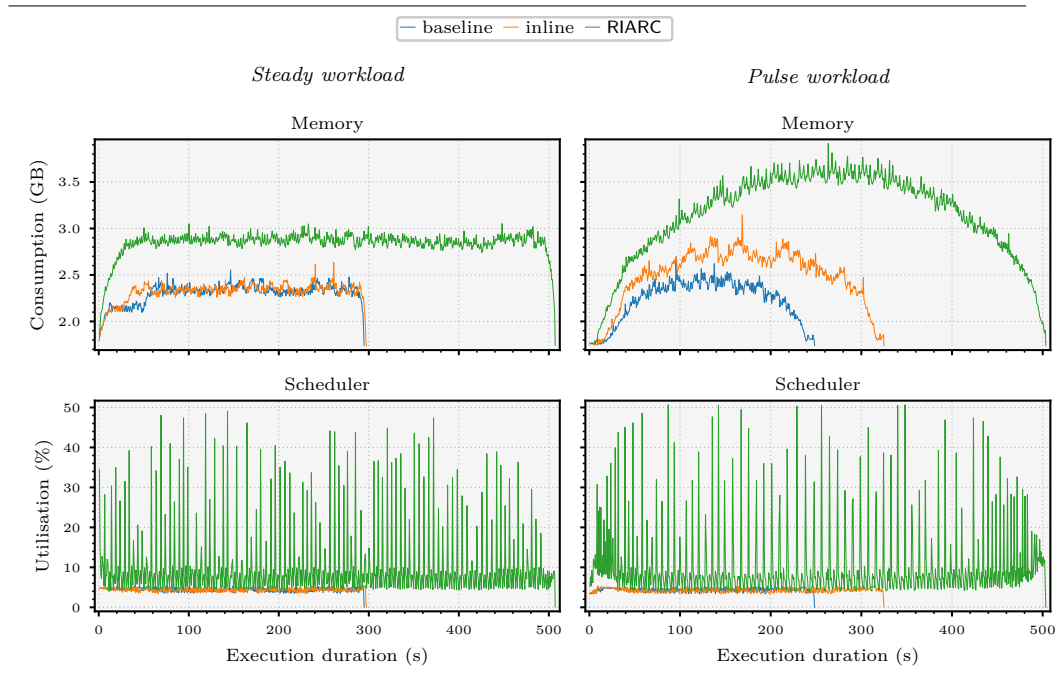 baseline inline RIARC
Steady workload
Pulse workload
Memory
Memory
Consumption (GB)
3.5
3.0
2.5
2.0
Scheduler
Scheduler
Utilisation (%)
50
40
30
20
10
0
0 100 200 300 400 500
0 100 200 300 400 500
Execution duration (s)
Execution duration (s)